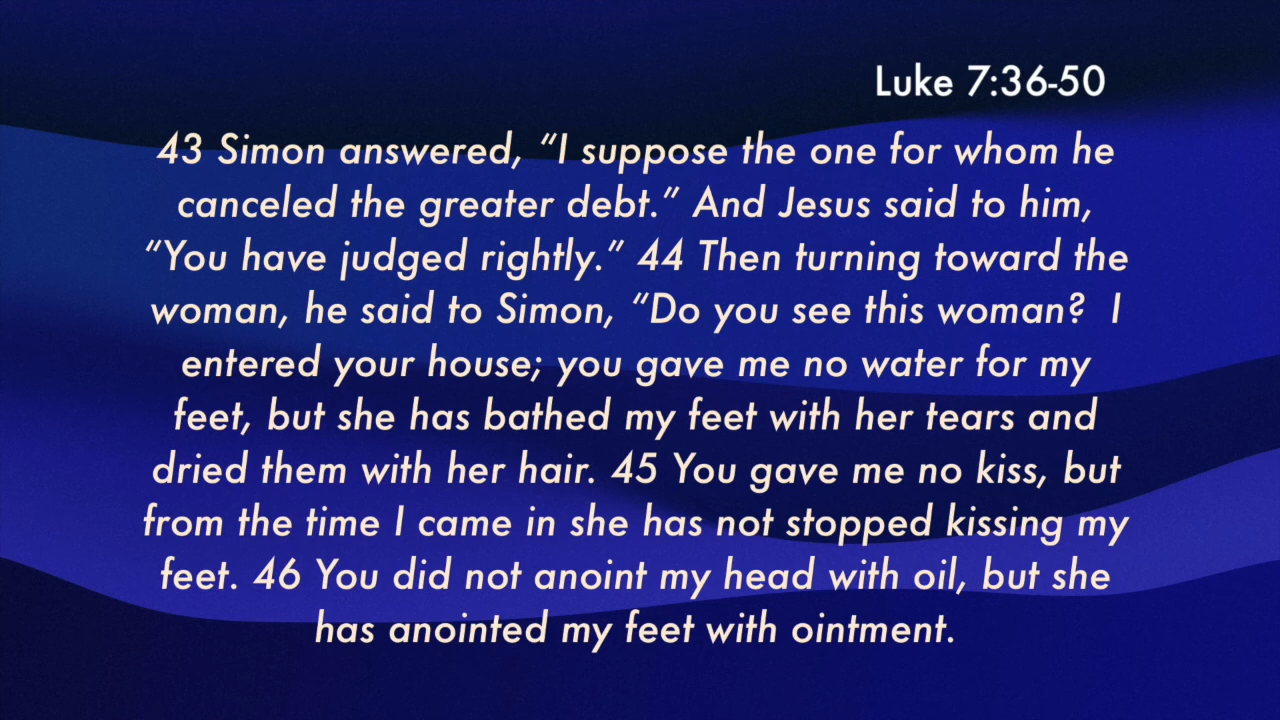 Luke 7:36-50
43 Simon answered, “I suppose the one for whom he
canceled the greater debt.” And Jesus said to him,
“You have judged rightly.” 44 Then turning toward the
woman, he said to Simon, “Do you see this woman?  I
entered your house; you gave me no water for my
feet, but she has bathed my feet with her tears and
dried them with her hair. 45 You gave me no kiss, but
from the time I came in she has not stopped kissing my
feet. 46 You did not anoint my head with oil, but she
has anointed my feet with ointment.